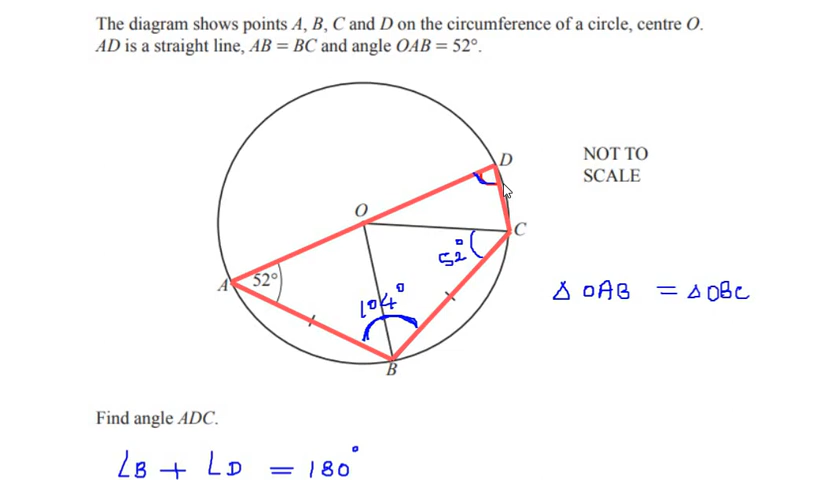 The diagram shows points A, B, C and D on the circumference of a circle, centre O.
AD is a straight line, AB = BC and angle OAB = 52°.
D
NOT TO
SCALE
O
C
52°
A
52°
104°
△ OAB = △OBC
B
Find angle ADC.
∠B + ∠D = 180°